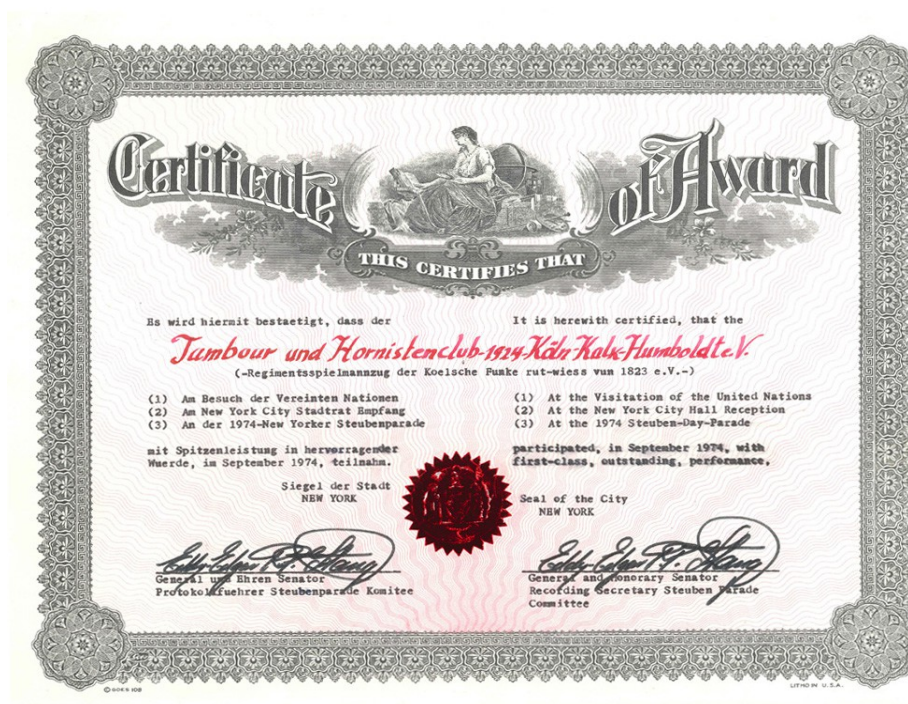 Certificate of Award
THIS CERTIFIES THAT
Es wird hiermit bestaetigt, dass der
It is herewith certified, that the
Tambour und Hornistenclub-1924-Köln-Kalk-Humboldt e.V.
(-Regimentsspielmannzug der Koelsche Funke rut-wiess vun 1823 e.V.-)
(1) Am Besuch der Vereinten Nationen
(2) Am New York City Stadtrat Empfang
(3) An der 1974-New Yorker Steubenparade
mit Spitzenleistung in hervorragender
Wuerde, im September 1974, teilnahm.
Siegel der Stadt
NEW YORK
(1) At the Visitation of the United Nations
(2) At the New York City Hall Reception
(3) At the 1974 Steuben-Day-Parade
participated, in September 1974, with
first-class, outstanding, performance,
Seal of the City
NEW YORK
General und Ehren Senator
Protokollfuehrer Steubenparade Komitee
General and Honorary Senator
Recording Secretary Steuben Parade
Committee
© GOES 108
LITHO IN U.S.A.